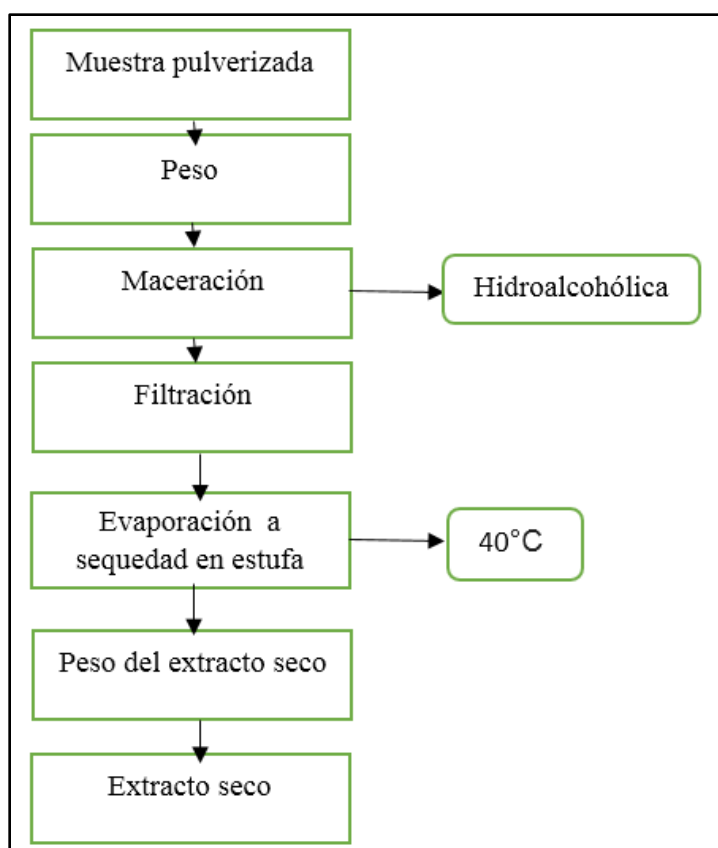 Muestra pulverizada
Peso
Maceración
Hidroalcohólica
Filtración
Evaporación a
sequedad en estufa
40°C
Peso del extracto seco
Extracto seco